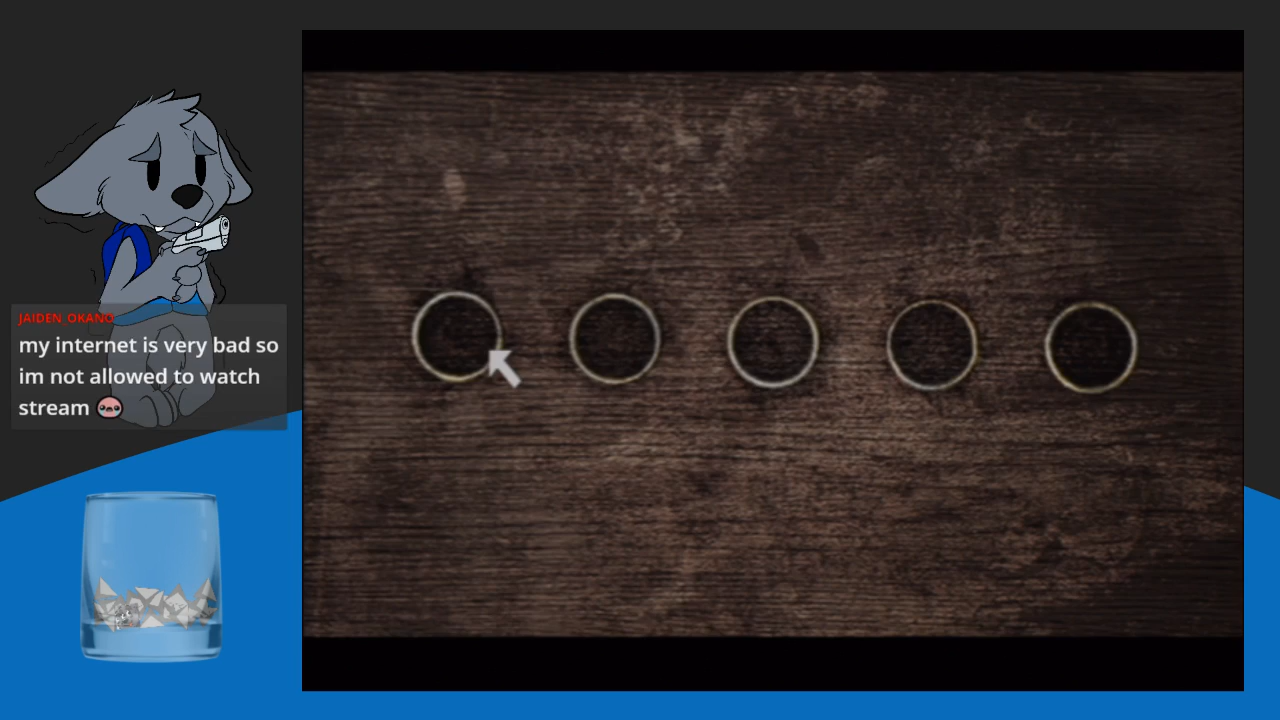 JAIDEN_OKANO
my internet is very bad so
im not allowed to watch
stream